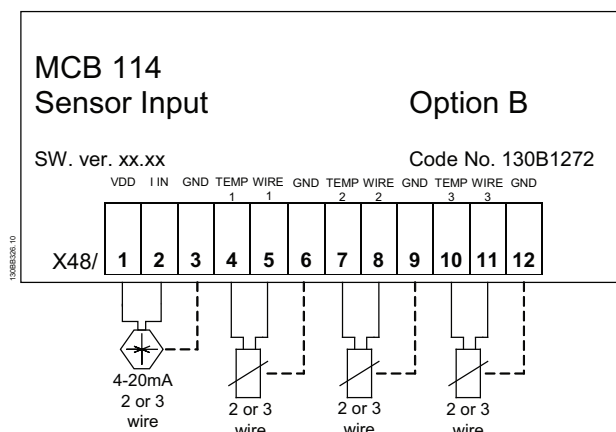 MCB 114
Sensor Input Option B
SW. ver. xx.xx Code No. 130B1272
VDD I IN GND TEMP WIRE GND TEMP WIRE GND TEMP WIRE GND
1 1 2 2 3 3
X48/ 1 2 3 4 5 6 7 8 9 10 11 12
130BB326.10
4-20mA
2 or 3
wire
2 or 3
wire
2 or 3
wire
2 or 3
wire